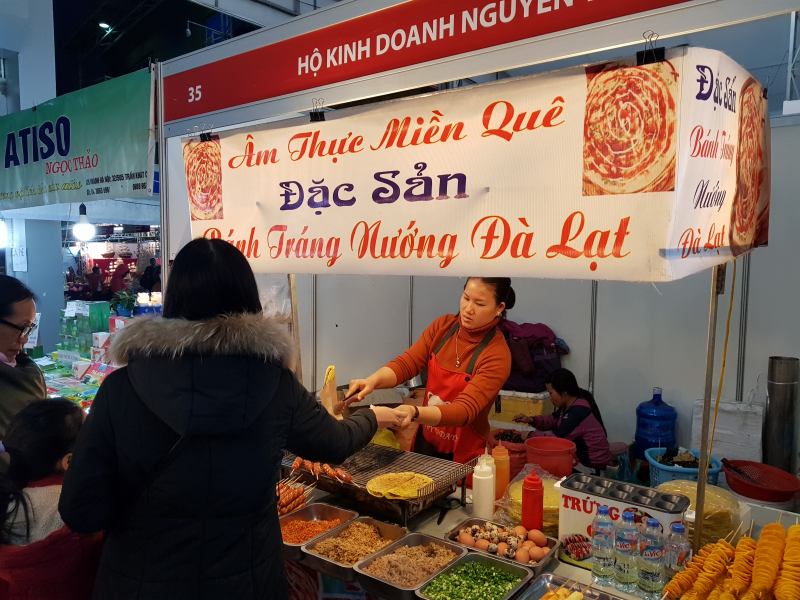 35
HỘ KINH DOANH NGUYỄN
Ẩm Thực Miền Quê
Đặc Sản
Bánh Tráng Nướng Đà Lạt
Đặc Sản
Bánh Tráng
Nướng
Đà Lạt
ATISO
NGỌC THẢO
TRỨNG